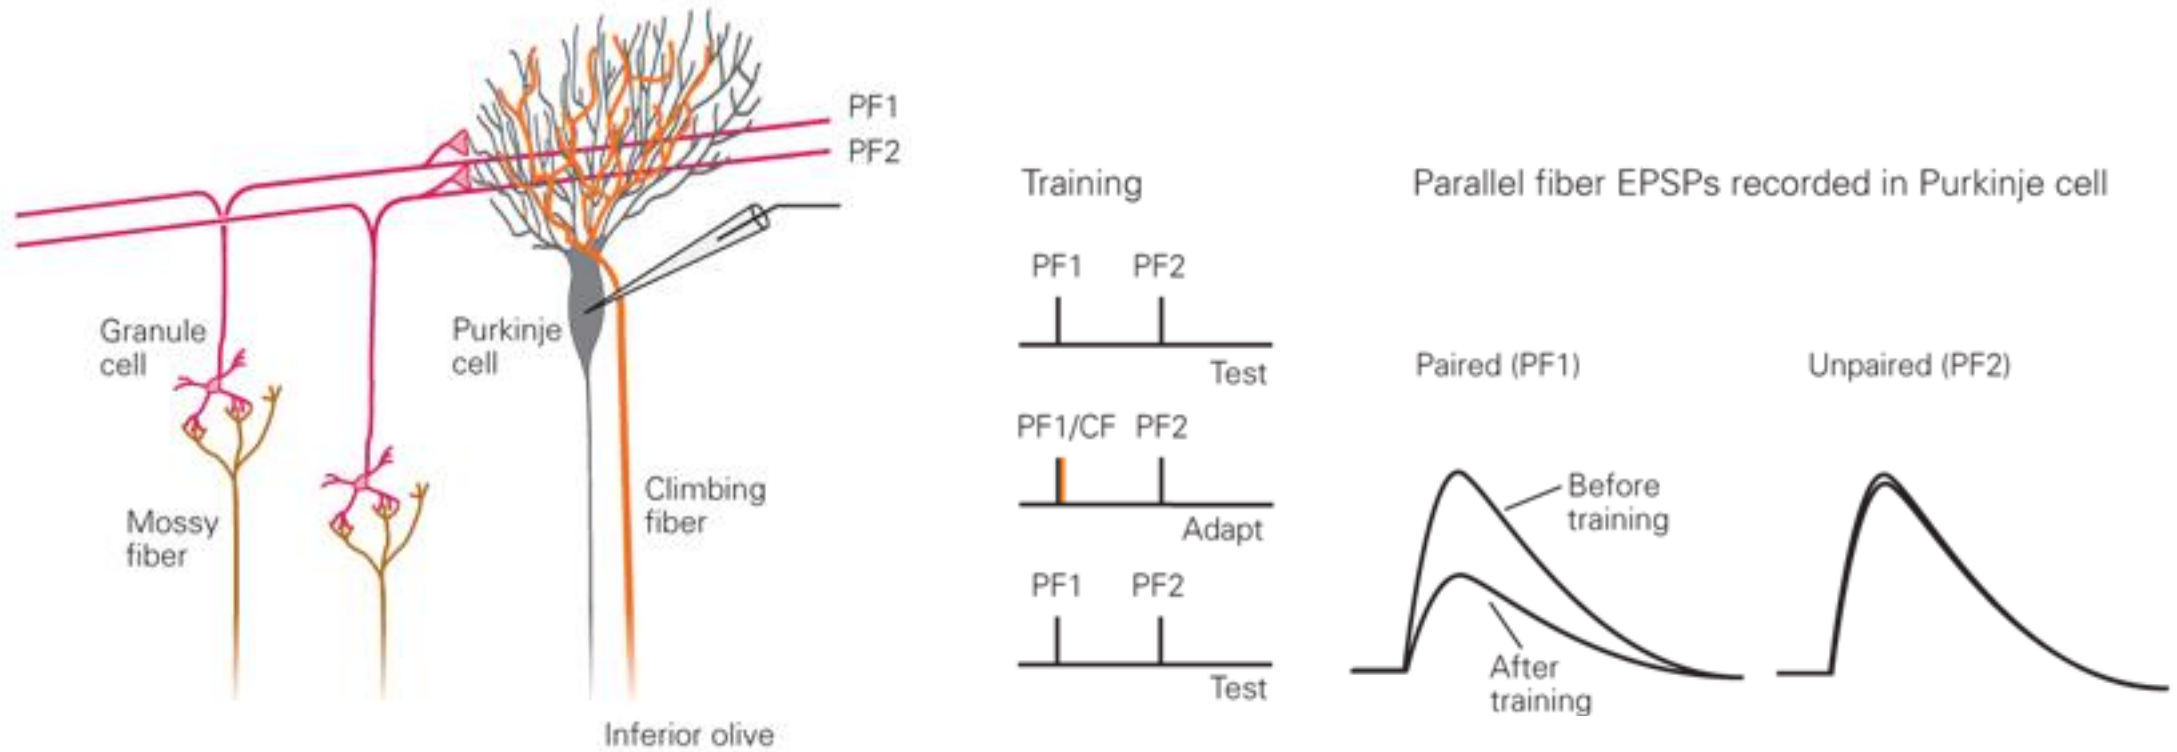 PF1
PF2
Granule
cell
Purkinje
cell
Mossy
fiber
Climbing
fiber
Inferior olive
Training
PF1 PF2
Test
PF1/CF PF2
Adapt
PF1 PF2
Test
Parallel fiber EPSPs recorded in Purkinje cell
Paired (PF1)
Unpaired (PF2)
Before
training
After
training